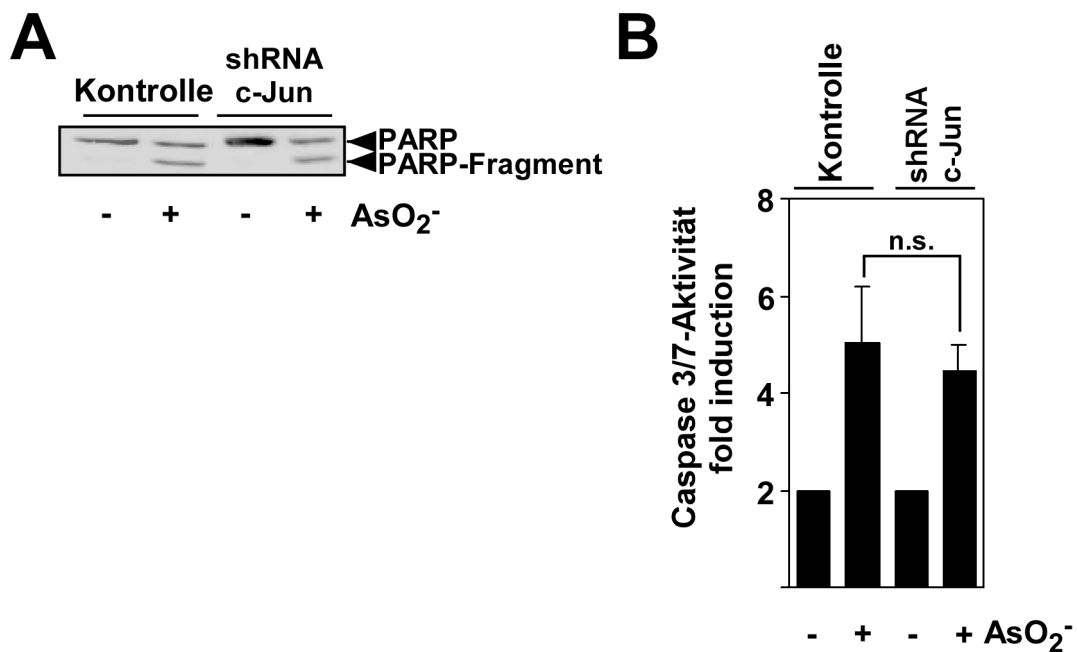 A
Kontrolle
shRNA
c-Jun
PARP
PARP-Fragment
- + - + AsO₂⁻
B
Kontrolle
shRNA
c-Jun
Caspase 3/7-Aktivität
fold induction
8
6
4
2
n.s.
- + - + AsO₂⁻